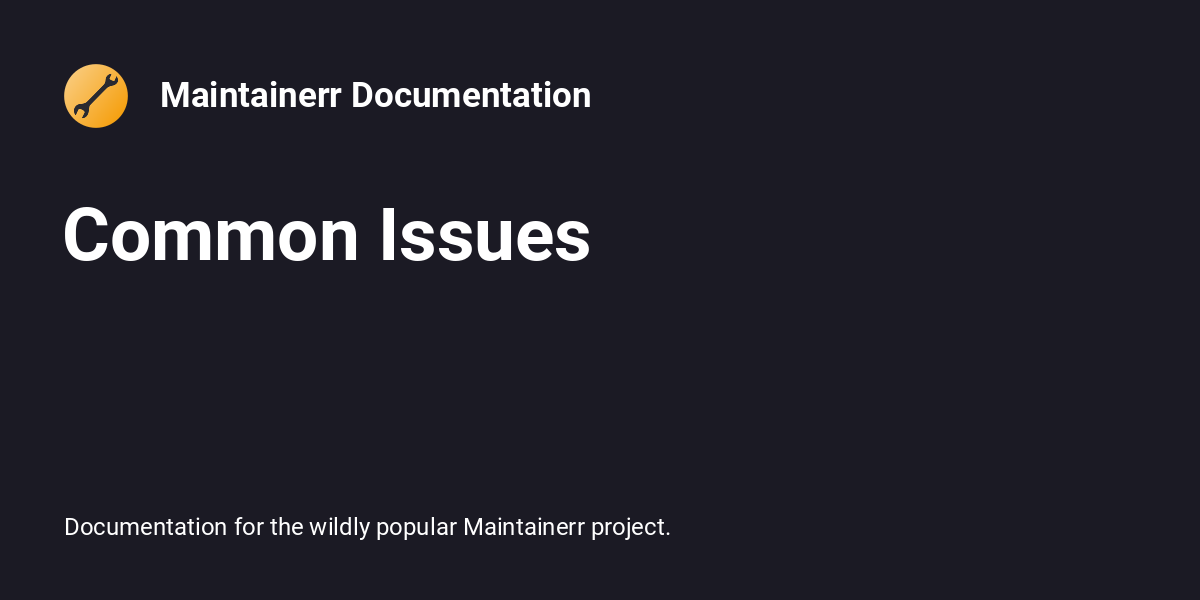 Maintainerr Documentation
Common Issues
Documentation for the wildly popular Maintainerr project.